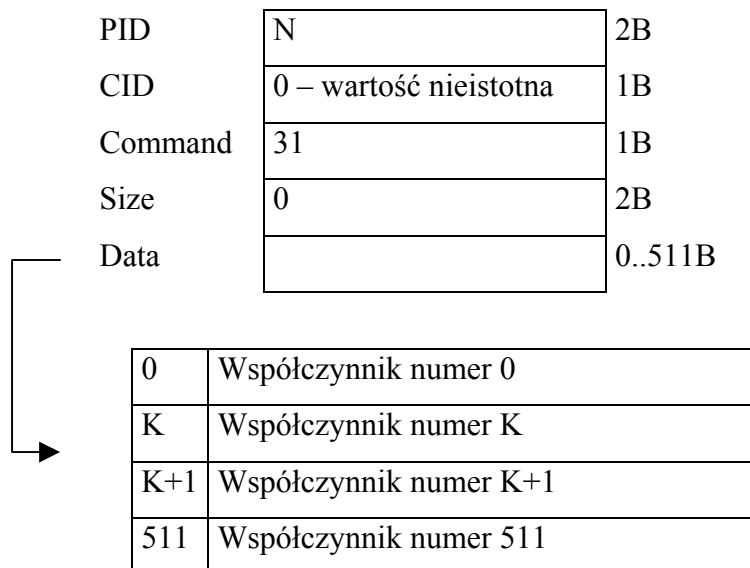 PID N 2B
CID 0 – wartość nieistotna 1B
Command 31 1B
Size 0 2B
Data 0..511B
0 Współczynnik numer 0
K Współczynnik numer K
K+1 Współczynnik numer K+1
511 Współczynnik numer 511